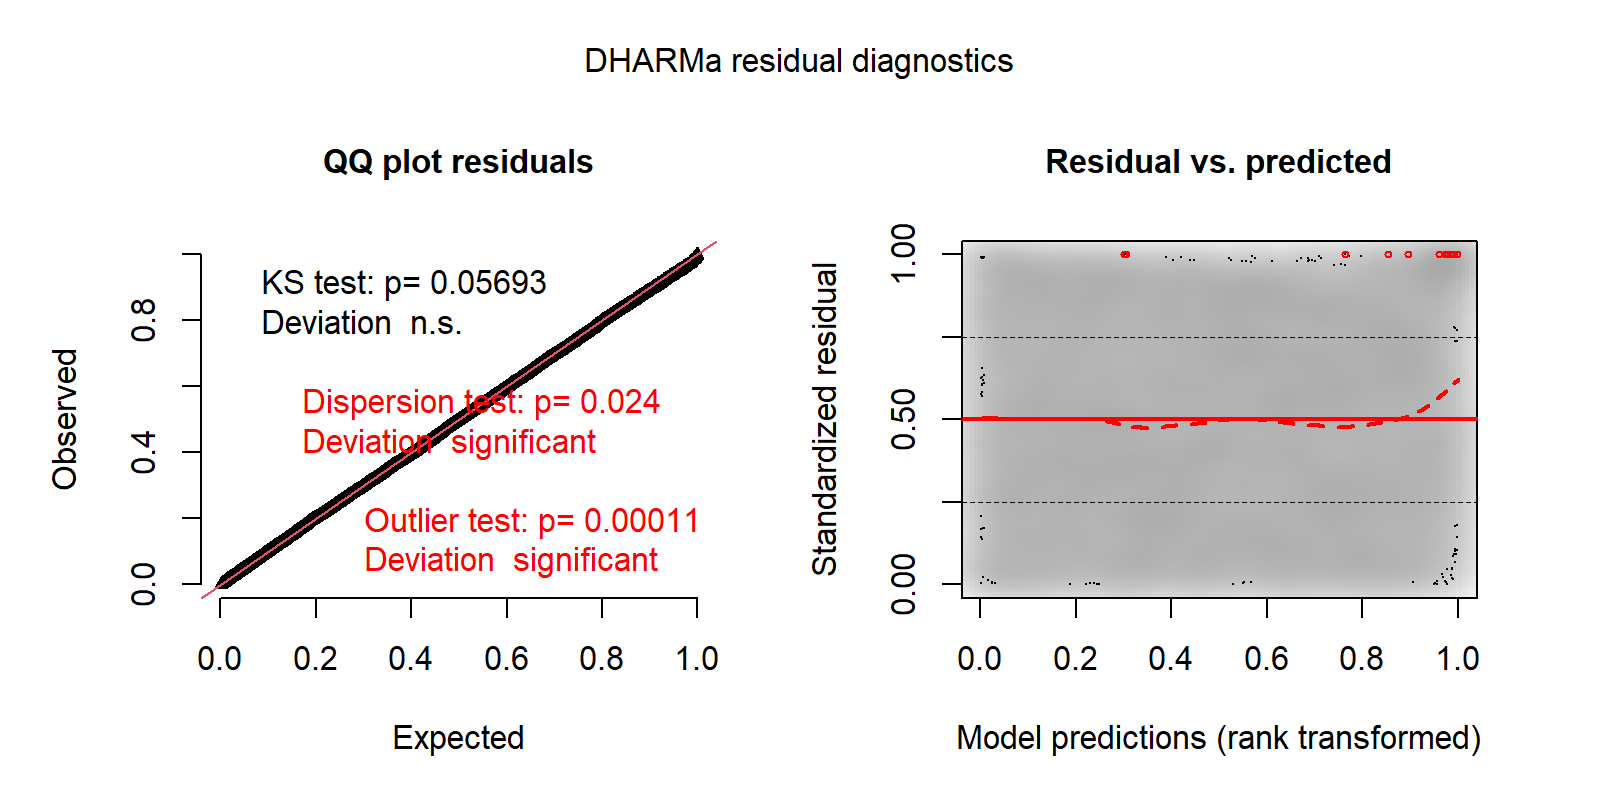 DHARMa residual diagnostics
QQ plot residuals
KS test: p= 0.05693
Deviation  n.s.
Dispersion test: p= 0.024
Deviation  significant
Outlier test: p= 0.00011
Deviation  significant
Observed
0.0 0.4 0.8
0.0 0.2 0.4 0.6 0.8 1.0
Expected
Residual vs. predicted
Standardized residual
0.00 0.50 1.00
0.0 0.2 0.4 0.6 0.8 1.0
Model predictions (rank transformed)